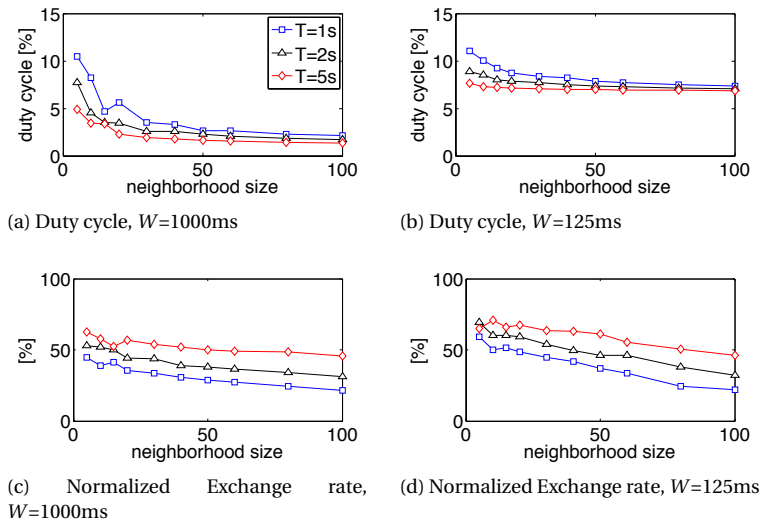 15
10
5
0
duty cycle [%]
0
50
100
neighborhood size
T=1s
T=2s
T=5s
(a) Duty cycle, W=1000ms
15
10
5
0
duty cycle [%]
0
50
100
neighborhood size
(b) Duty cycle, W=125ms
100
50
0
[%]
0
50
100
neighborhood size
(c) Normalized Exchange rate,
W=1000ms
100
50
0
[%]
0
50
100
neighborhood size
(d) Normalized Exchange rate, W=125ms